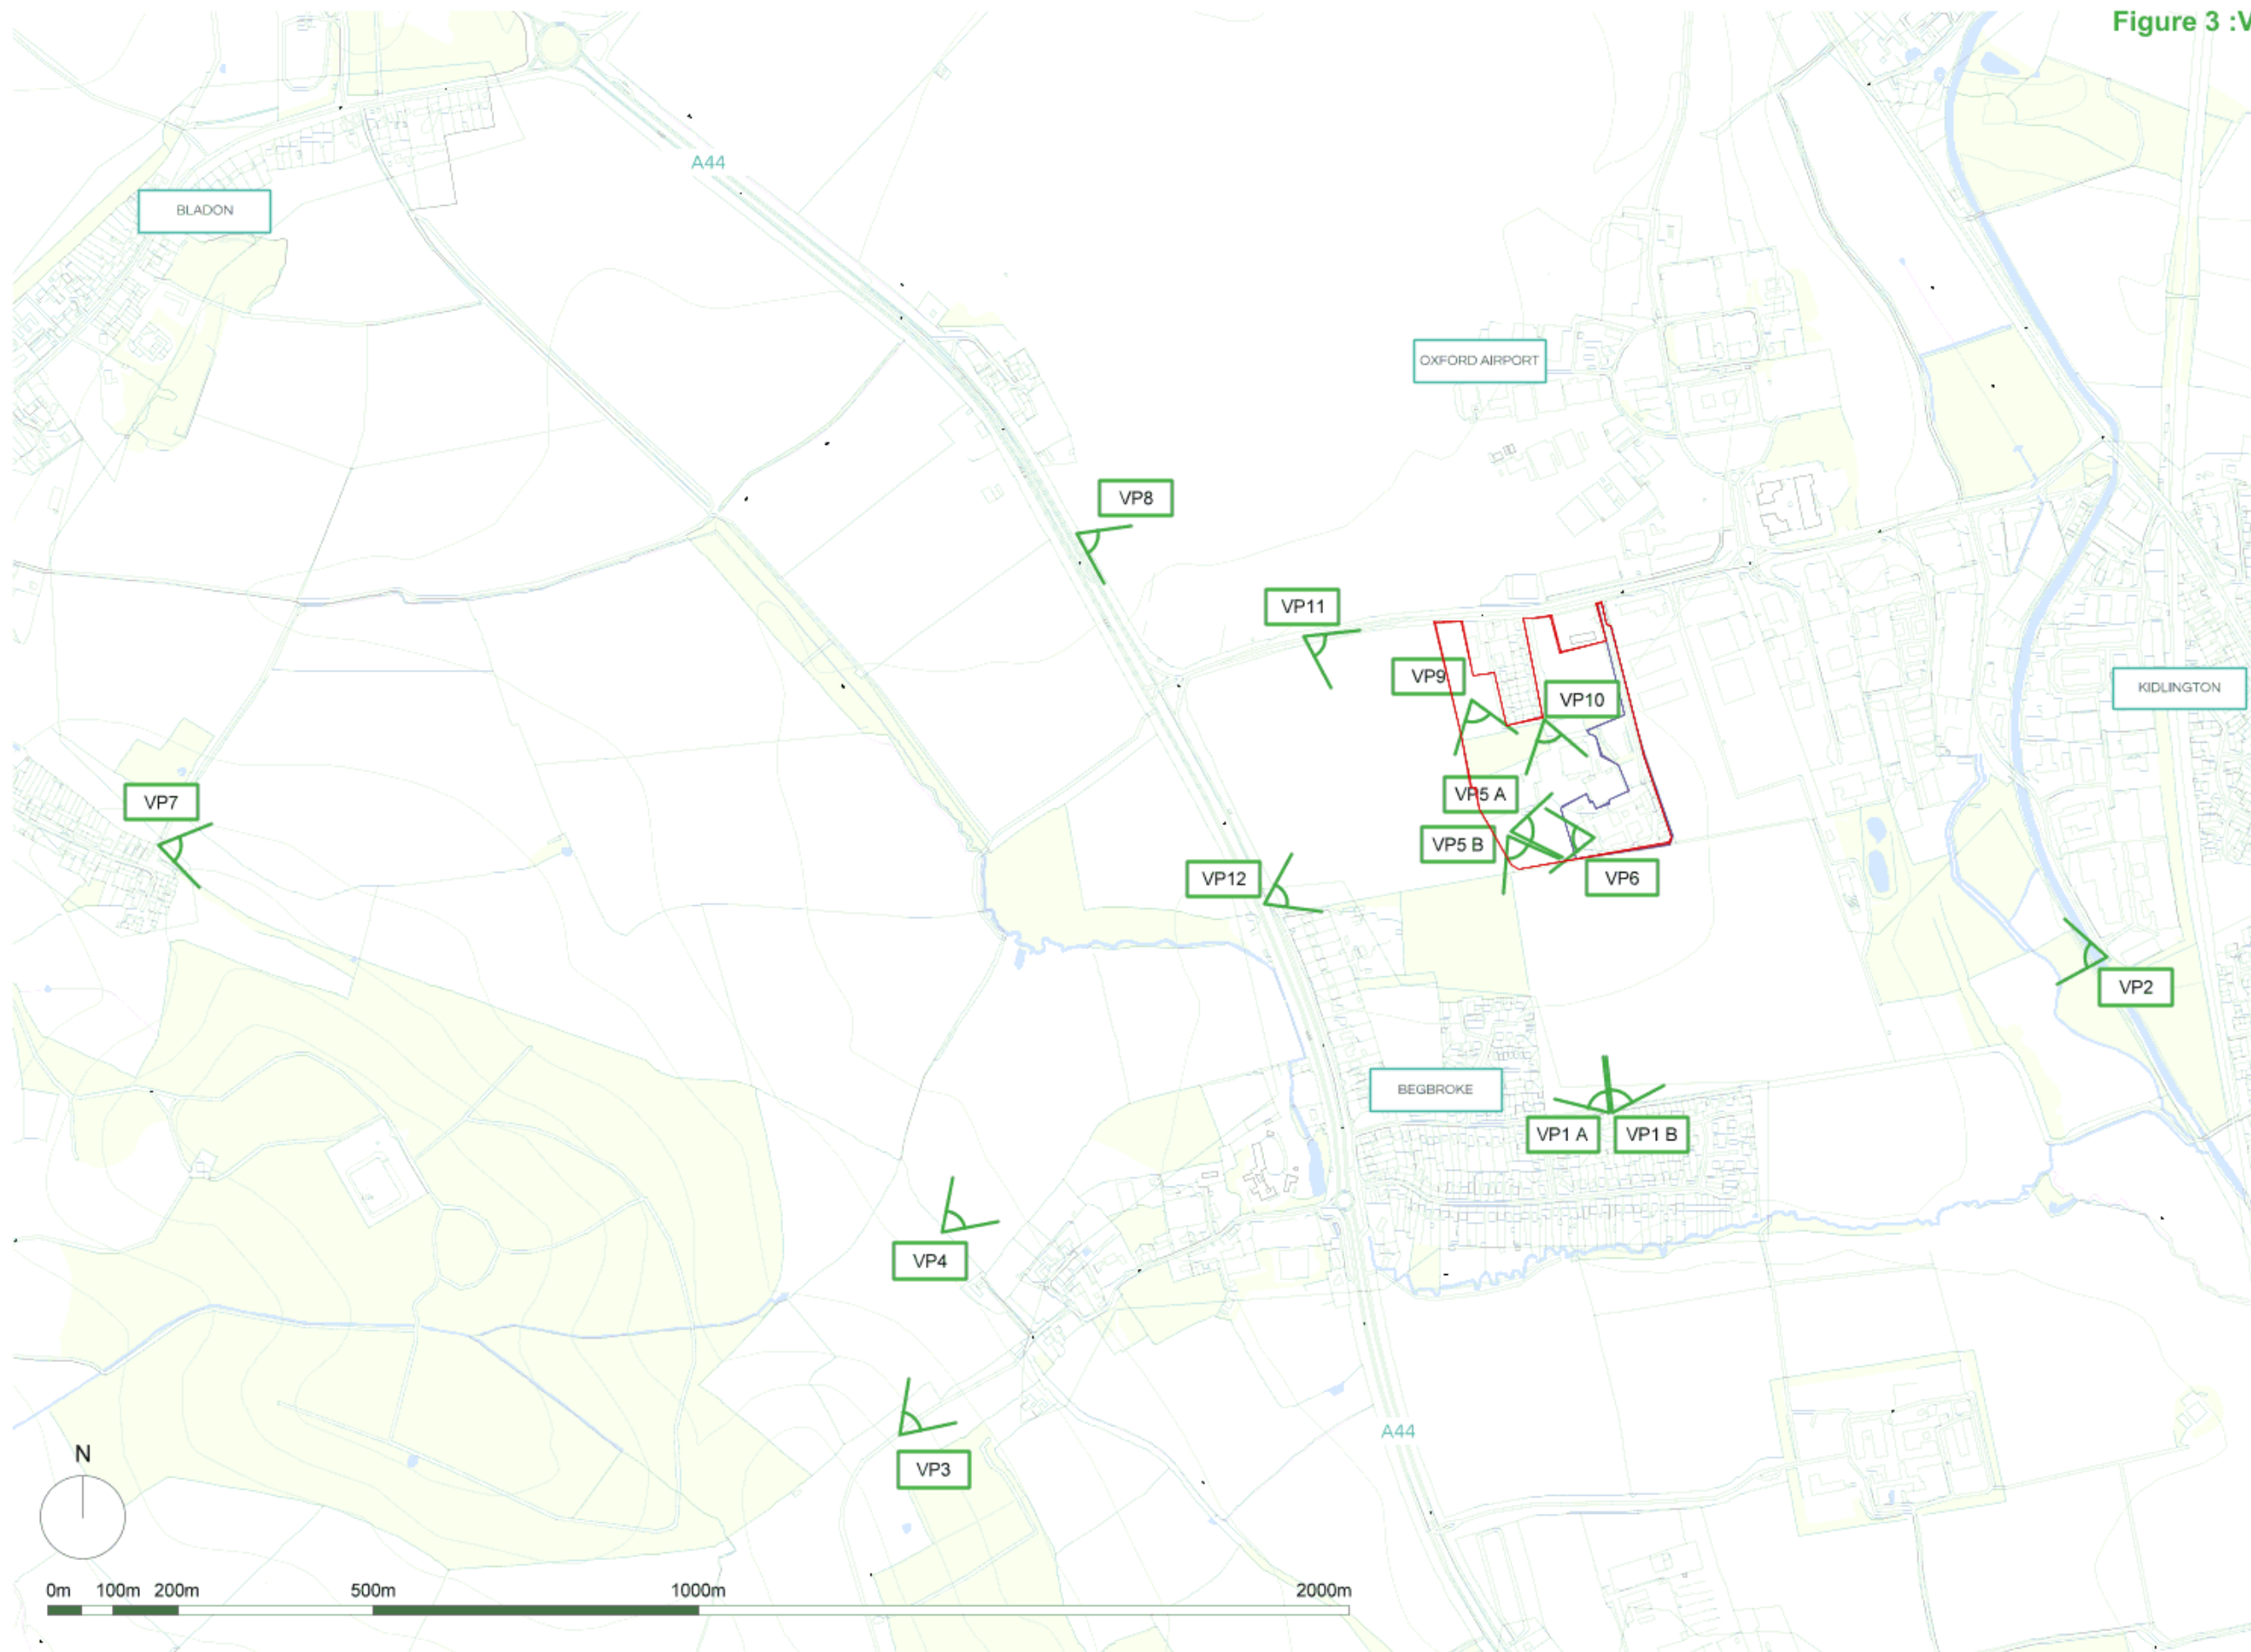 Figure 3 :V
A44
BLADON
OXFORD AIRPORT
VP8
VP11
VP9
VP10
KIDLINGTON
VP7
VP5 A
VP5 B
VP12
VP6
VP2
BEGBROKE
VP1 A
VP1 B
VP4
A44
N
VP3
0m 100m 200m 500m 1000m 2000m